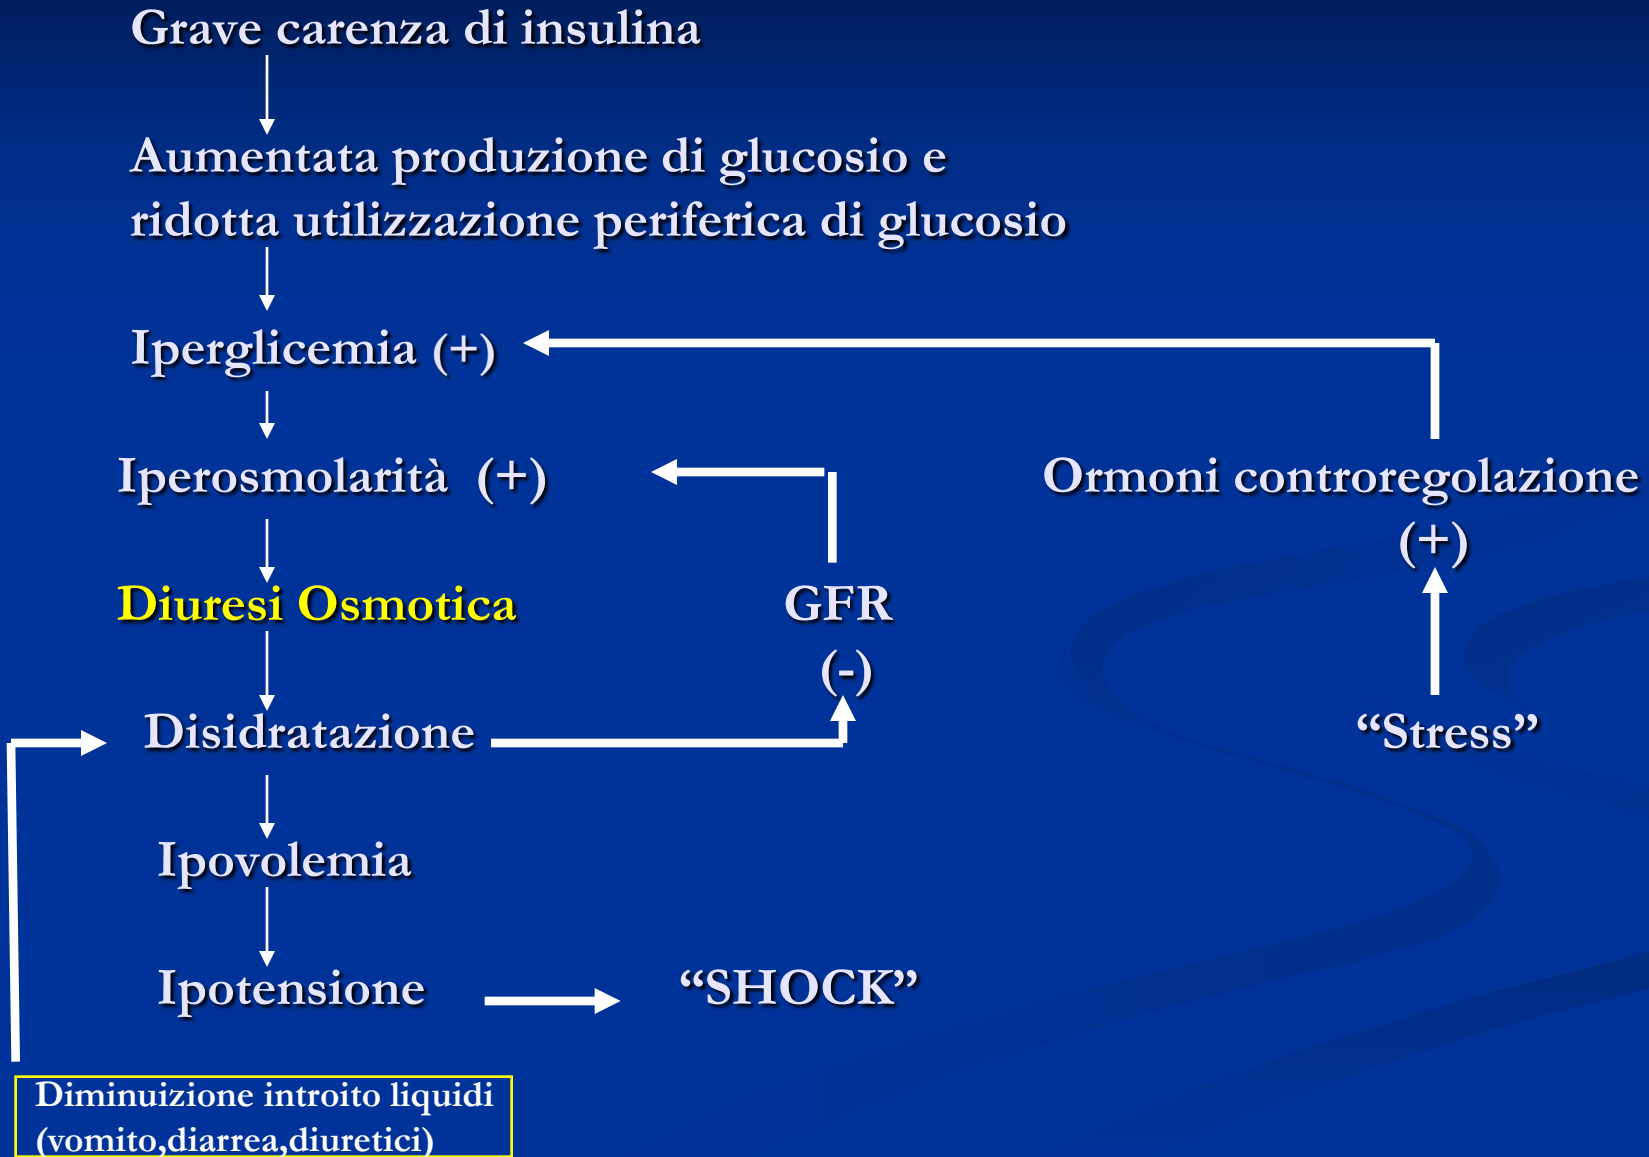 Grave carenza di insulina
Aumentata produzione di glucosio e
ridotta utilizzazione periferica di glucosio
Iperglicemia (+)
Iperosmolarità (+)
Ormoni controregolazione
(+)
Diuresi Osmotica
GFR
(-)
Disidratazione
“Stress”
Ipovolemia
Ipotensione
“SHOCK”
Diminuizione introito liquidi
(vomito,diarrea,diuretici)